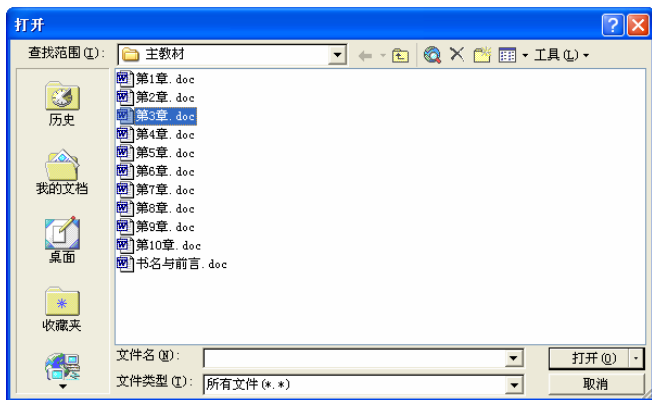 打开
查找范围(I):
主教材
工具(L)
历史
我的文档
桌面
收藏夹
第1章.doc
第2章.doc
第3章.doc
第4章.doc
第5章.doc
第6章.doc
第7章.doc
第8章.doc
第9章.doc
第10章.doc
书名与前言.doc
文件名(N):
打开(O)
文件类型(T):
所有文件(*.*)
取消